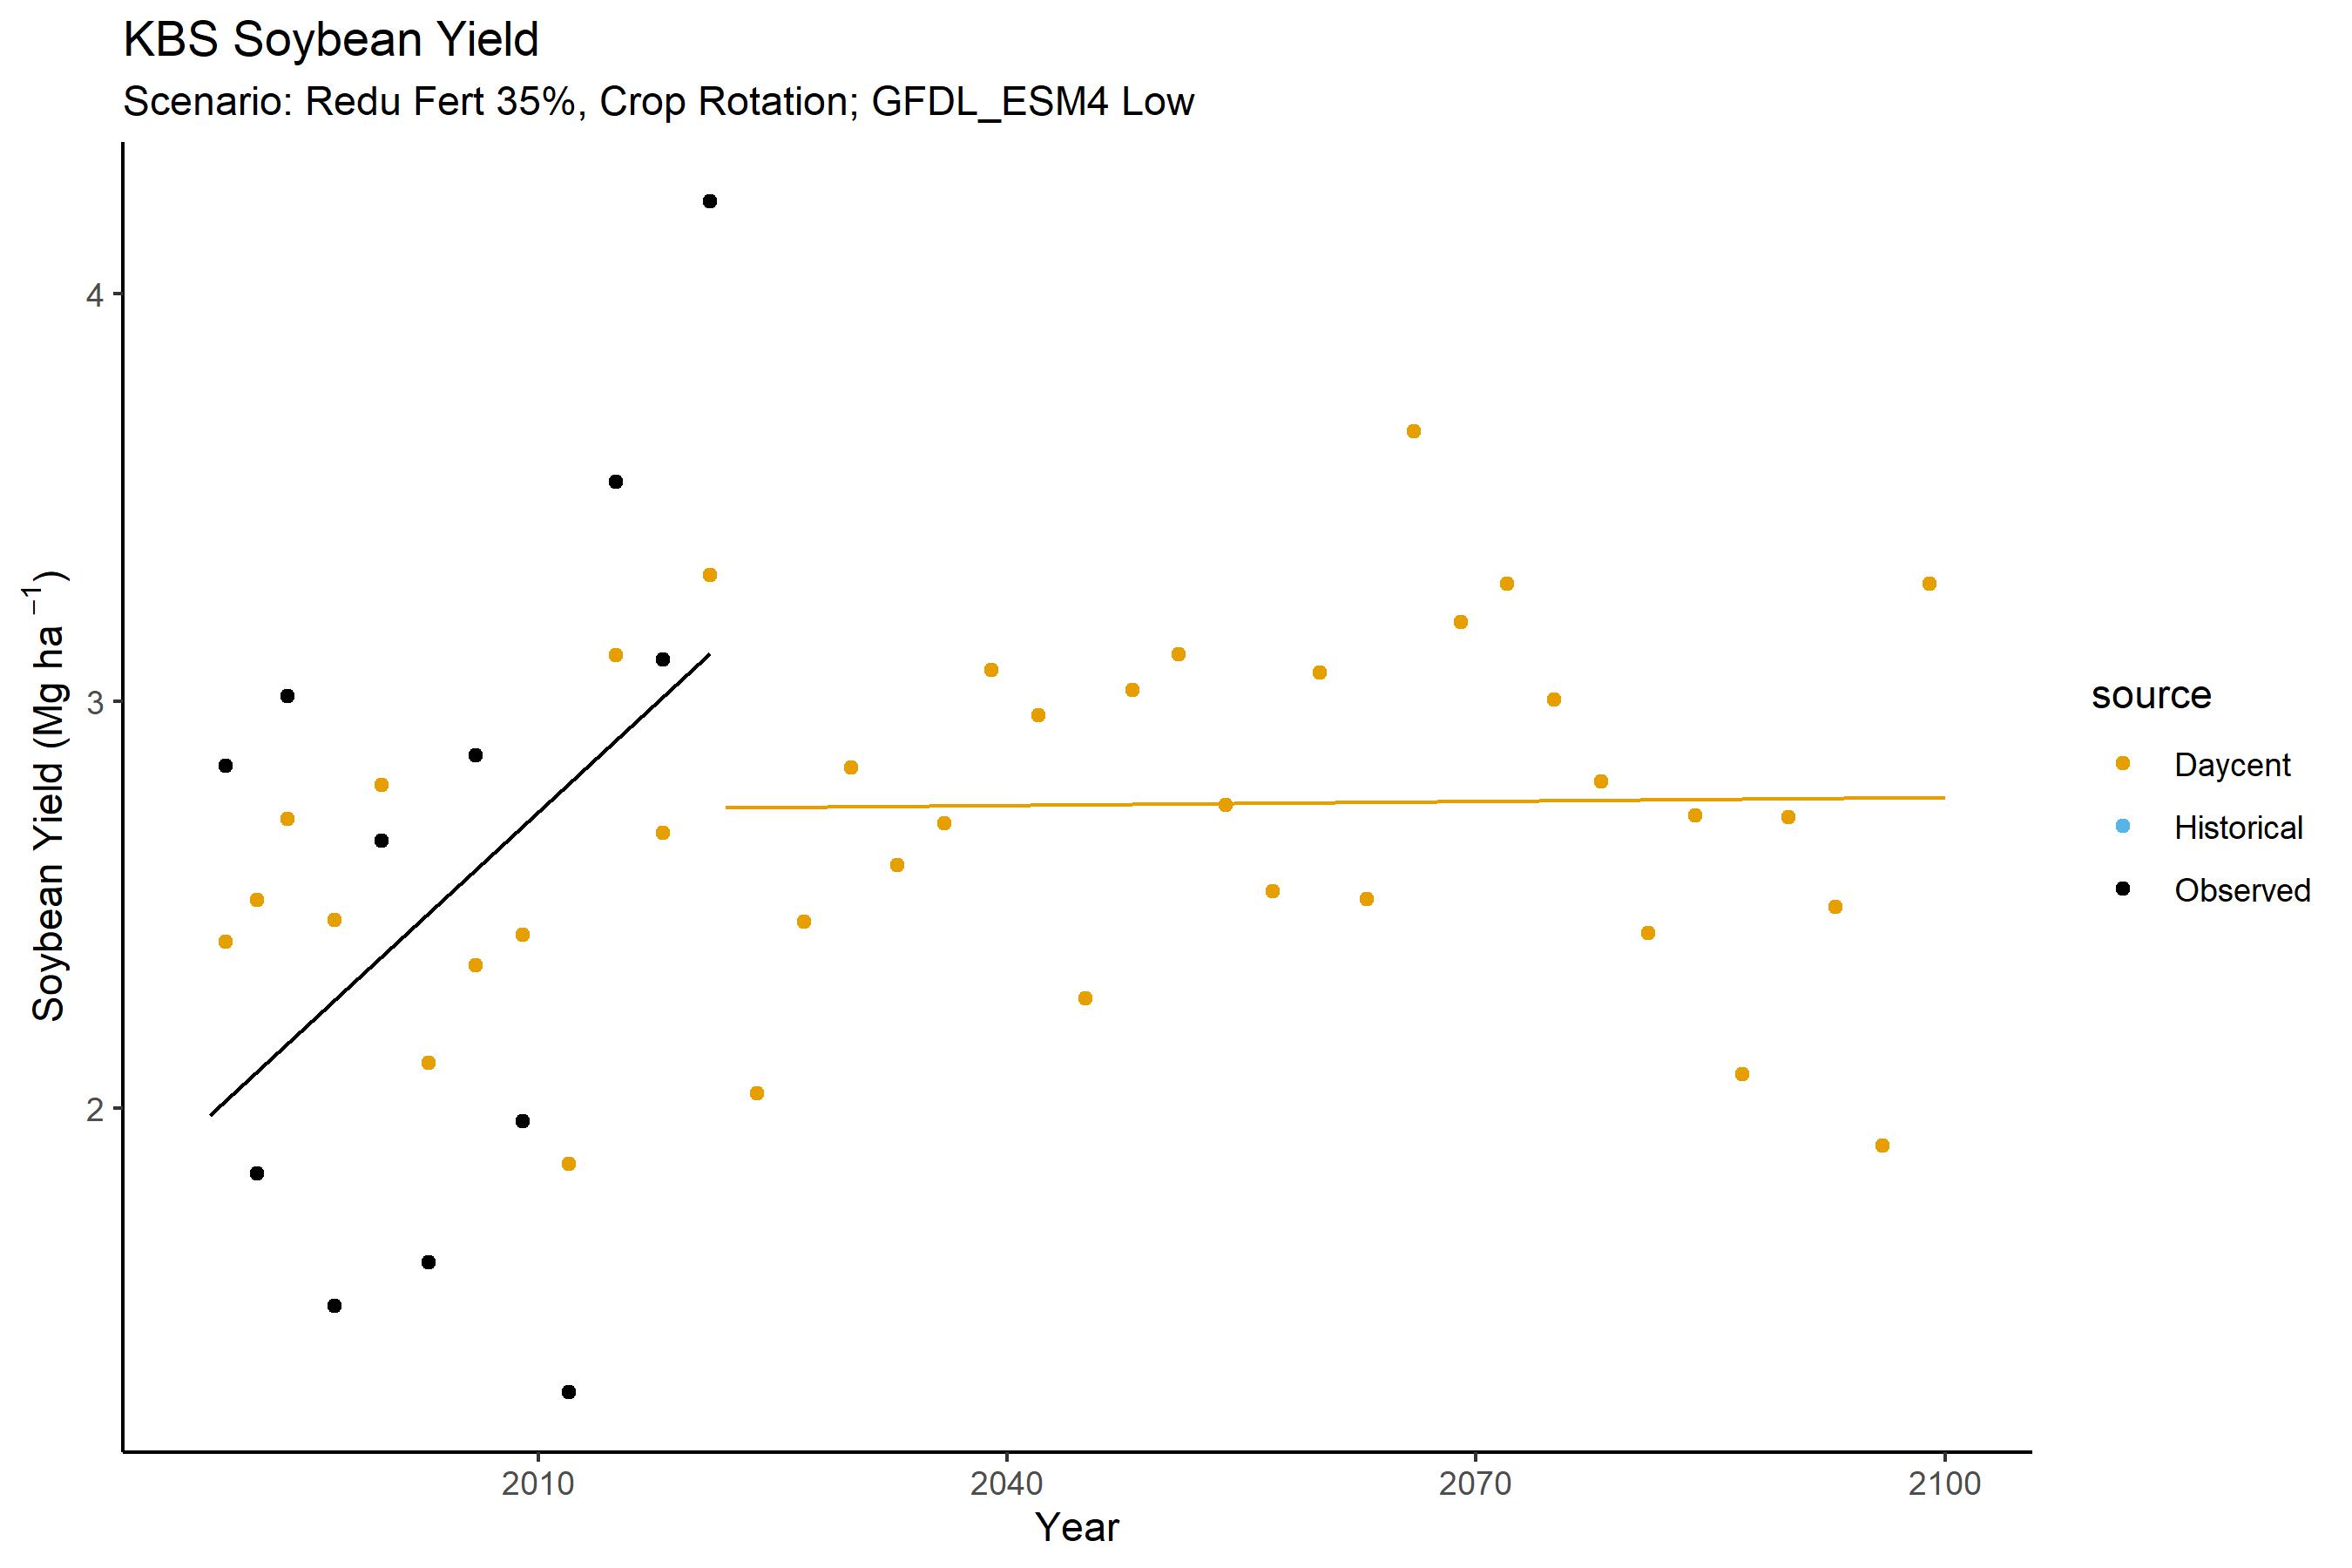 KBS Soybean Yield
Scenario: Redu Fert 35%, Crop Rotation; GFDL_ESM4 Low
4
3
2
Soybean Yield (Mg ha −1)
2010
2040
2070
2100
Year
source
Daycent
Historical
Observed